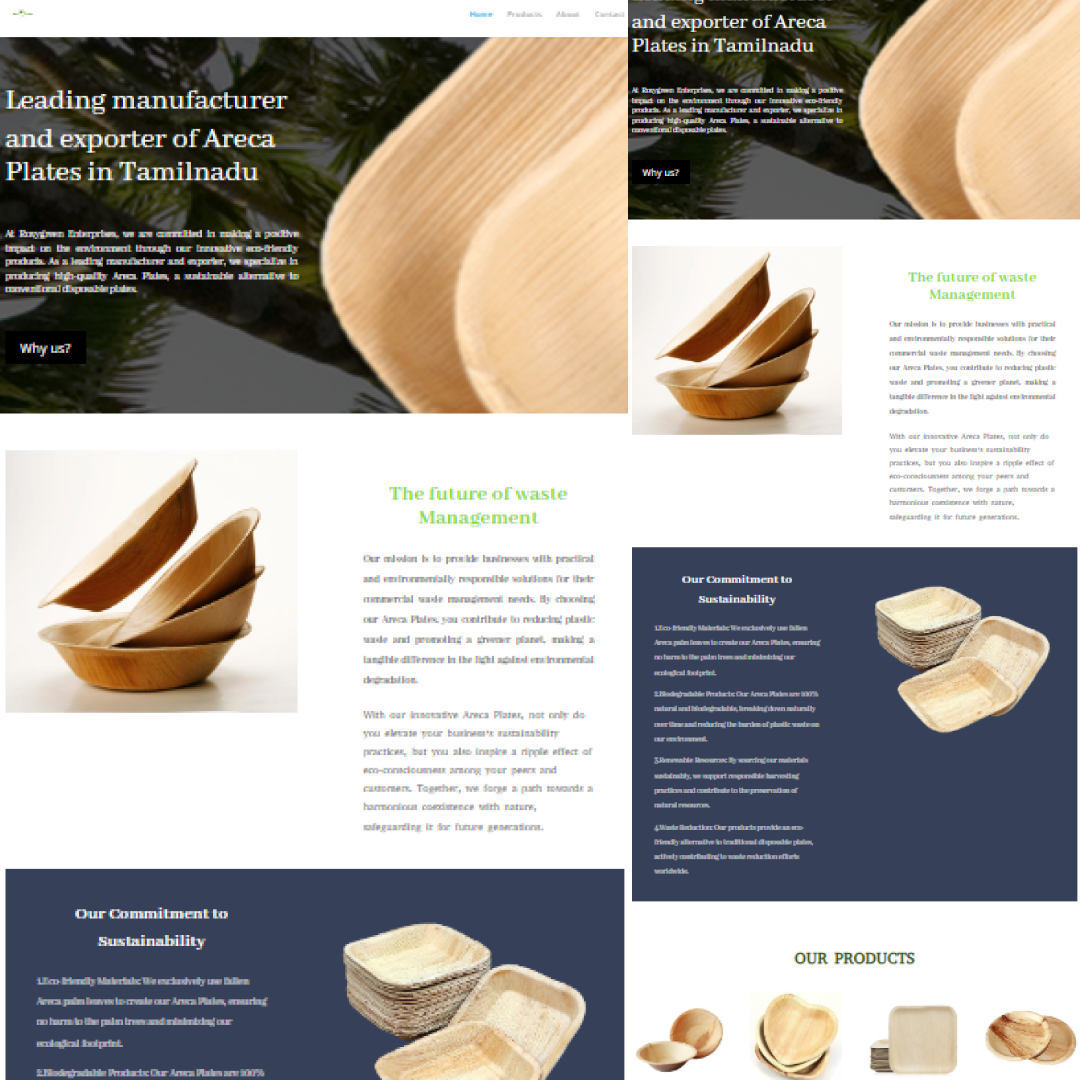 Home Products About Contact
Leading manufacturer
and exporter of Areca
Plates in Tamilnadu
At Roxygreen Enterprises, we are committed in making a positive
impact on the environment through our innovative eco-friendly
products. As a leading manufacturer and exporter, we specialize in
producing high-quality Areca Plates, a sustainable alternative to
conventional disposable plates.
Why us?
The future of waste
Management
Our mission is to provide businesses with practical
and environmentally responsible solutions for their
commercial waste management needs. By choosing
our Areca Plates, you contribute to reducing plastic
waste and promoting a greener planet, making a
tangible difference in the fight against environmental
degradation.
With our innovative Areca Plates, not only do
you elevate your business's sustainability
practices, but you also inspire a ripple effect of
eco-consciousness among your peers and
customers. Together, we forge a path towards a
harmonious coexistence with nature,
safeguarding it for future generations.
Our Commitment to
Sustainability
1.Eco-friendly Materials: We exclusively use fallen
Areca palm leaves to create our Areca Plates, ensuring
no harm to the palm trees and minimizing our
ecological footprint.
2.Biodegradable Products: Our Areca Plates are 100%
and exporter of Areca
Plates in Tamilnadu
At Roxygreen Enterprises, we are committed in making a positive
impact on the environment through our innovative eco-friendly
products. As a leading manufacturer and exporter, we specialize in
producing high-quality Areca Plates, a sustainable alternative to
conventional disposable plates.
Why us?
The future of waste
Management
Our mission is to provide businesses with practical
and environmentally responsible solutions for their
commercial waste management needs. By choosing
our Areca Plates, you contribute to reducing plastic
waste and promoting a greener planet, making a
tangible difference in the fight against environmental
degradation.
With our innovative Areca Plates, not only do
you elevate your business's sustainability
practices, but you also inspire a ripple effect of
eco-consciousness among your peers and
customers. Together, we forge a path towards a
harmonious coexistence with nature,
safeguarding it for future generations.
Our Commitment to
Sustainability
1.Eco-friendly Materials: We exclusively use fallen
Areca palm leaves to create our Areca Plates, ensuring
no harm to the palm trees and minimizing our
ecological footprint.
2.Biodegradable Products: Our Areca Plates are 100%
natural and biodegradable, breaking down naturally
over time and reducing the burden of plastic waste on
our environment.
3.Renewable Resources: By sourcing our materials
sustainably, we support responsible harvesting
practices and contribute to the preservation of
natural resources.
4.Waste Reduction: Our products provide an eco-
friendly alternative to traditional disposable plates,
actively contributing to waste reduction efforts
worldwide.
OUR PRODUCTS